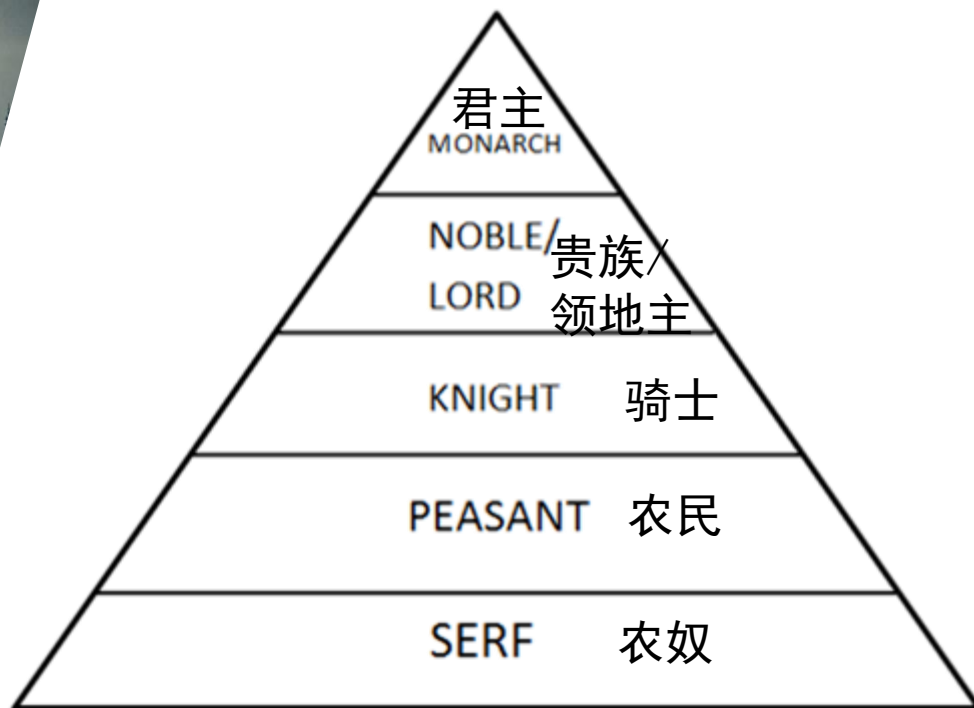 君主
MONARCH
NOBLE/
贵族/
LORD
领地主
KNIGHT 骑士
PEASANT 农民
SERF 农奴